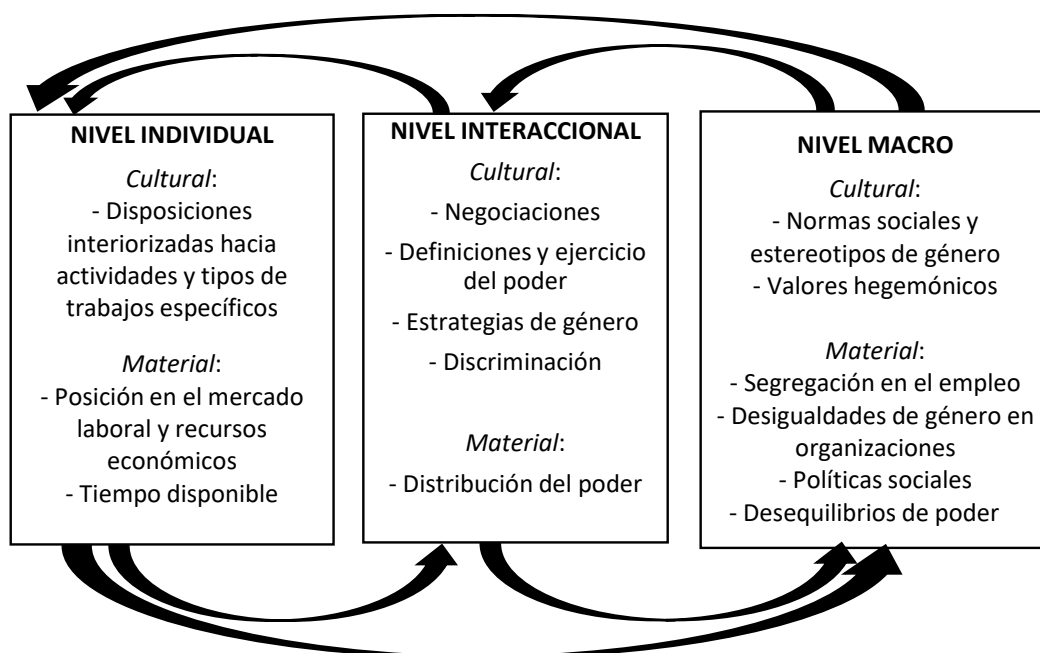 NIVEL INDIVIDUAL
Cultural:
- Disposiciones
interiorizadas hacia
actividades y tipos de
trabajos específicos
Material:
- Posición en el mercado
laboral y recursos
económicos
- Tiempo disponible
NIVEL INTERACCIONAL
Cultural:
- Negociaciones
- Definiciones y ejercicio
del poder
- Estrategias de género
- Discriminación
Material:
- Distribución del poder
NIVEL MACRO
Cultural:
- Normas sociales y
estereotipos de género
- Valores hegemónicos
Material:
- Segregación en el empleo
- Desigualdades de género en
organizaciones
- Políticas sociales
- Desequilibrios de poder